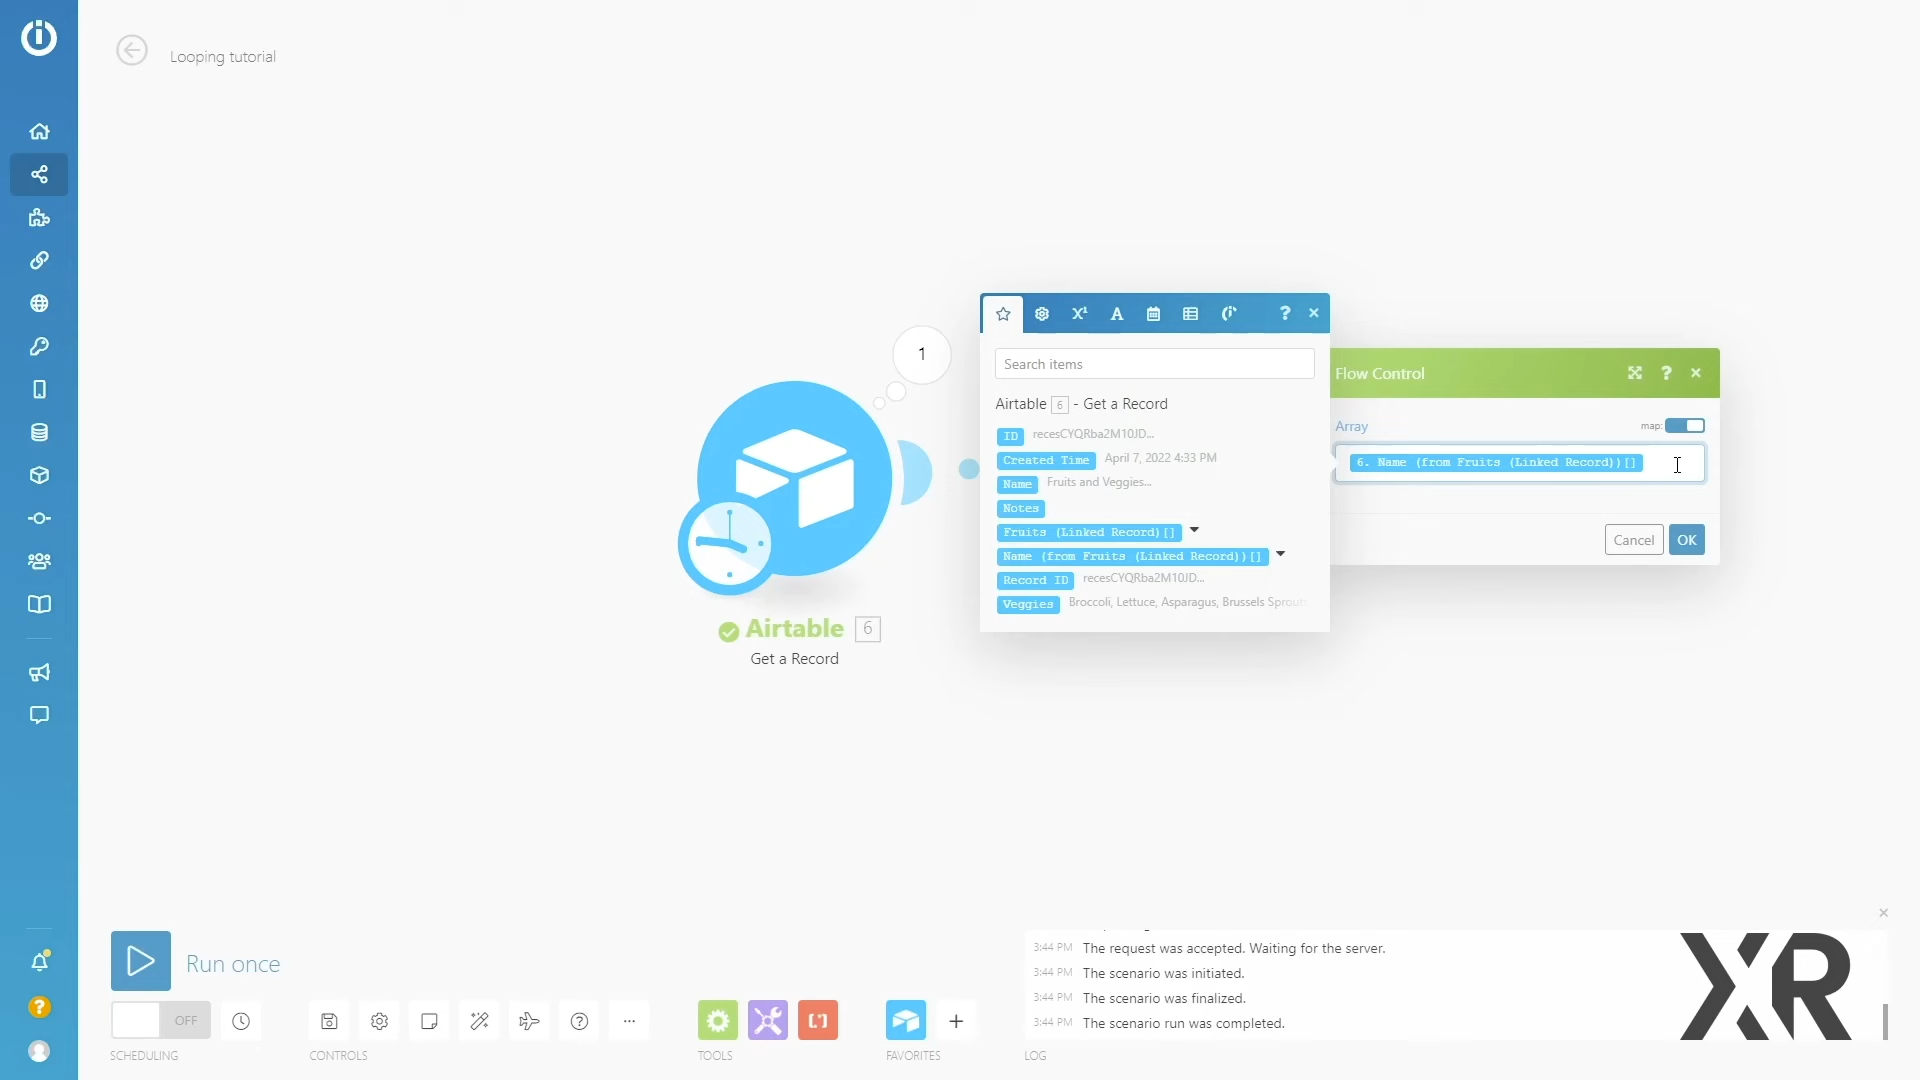 Looping tutorial
1
Search items
Airtable 6 - Get a Record
ID recesCYQRba2M10JD...
Created Time April 7, 2022 4:33 PM
Name Fruits and Veggies...
Notes
Fruits (Linked Record)[]
Name (from Fruits (Linked Record))[]
Record ID recesCYQRba2M10JD...
Veggies Broccoli, Lettuce, Asparagus, Brussels Sprouts
Flow Control
Array
map:
6. Name (from Fruits (Linked Record))[]
Cancel
OK
Airtable 6
Get a Record
Run once
OFF
SCHEDULING
CONTROLS
TOOLS
FAVORITES
LOG
3:44 PM The request was accepted. Waiting for the server.
3:44 PM The scenario was initiated.
3:44 PM The scenario was finalized.
3:44 PM The scenario run was completed.
XR